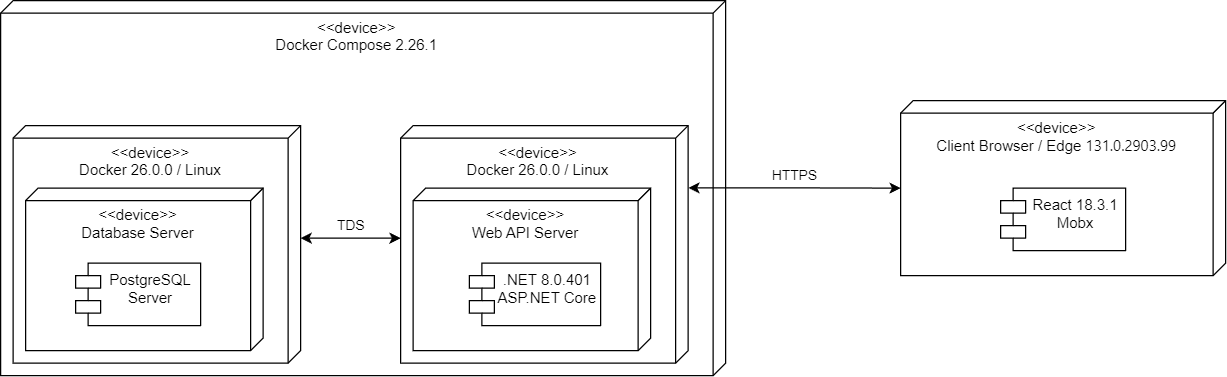 <<device>>
Docker Compose 2.26.1
<<device>>
Docker 26.0.0 / Linux
<<device>>
Database Server
PostgreSQL
Server
TDS
<<device>>
Docker 26.0.0 / Linux
<<device>>
Web API Server
.NET 8.0.401
ASP.NET Core
HTTPS
<<device>>
Client Browser / Edge 131.0.2903.99
React 18.3.1
Mobx